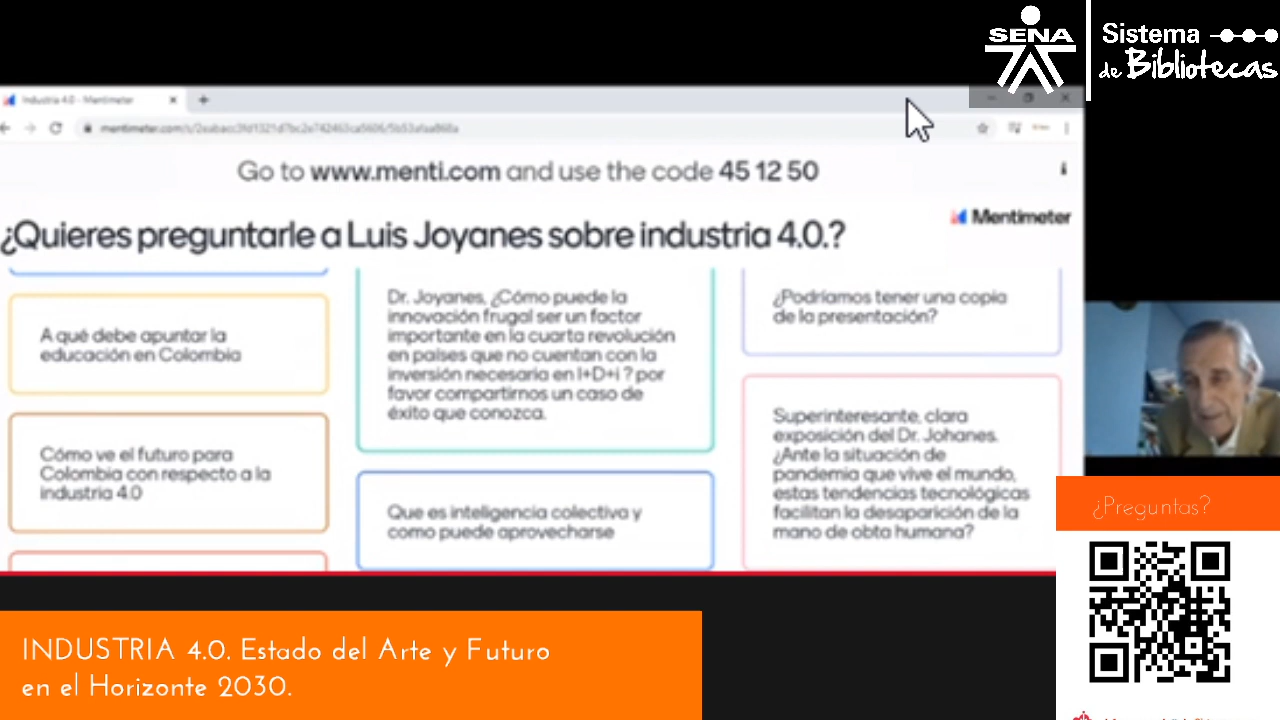 SENA
Sistema
de Bibliotecas
Industria 4.0 - Mentimeter
Go to www.menti.com and use the code 45 12 50
Mentimeter
¿Quieres preguntarle a Luis Joyanes sobre industria 4.0.?
A qué debe apuntar la
educación en Colombia
Cómo ve el futuro para
Colombia con respecto a la
industria 4.0
Dr. Joyanes, ¿Cómo puede la
innovación frugal ser un factor
importante en la cuarta revolución
en países que no cuentan con la
inversión necesaria en I+D+i ? por
favor compartirnos un caso de
éxito que conozca.
Que es inteligencia colectiva y
como puede aprovecharse
¿Podríamos tener una copia
de la presentación?
Superinteresante, clara
exposición del Dr. Johanes.
¿Ante la situación de
pandemia que vive el mundo,
estas tendencias tecnológicas
facilitan la desaparición de la
mano de obta humana?
¿Preguntas?
INDUSTRIA 4.0. Estado del Arte y Futuro
en el Horizonte 2030.